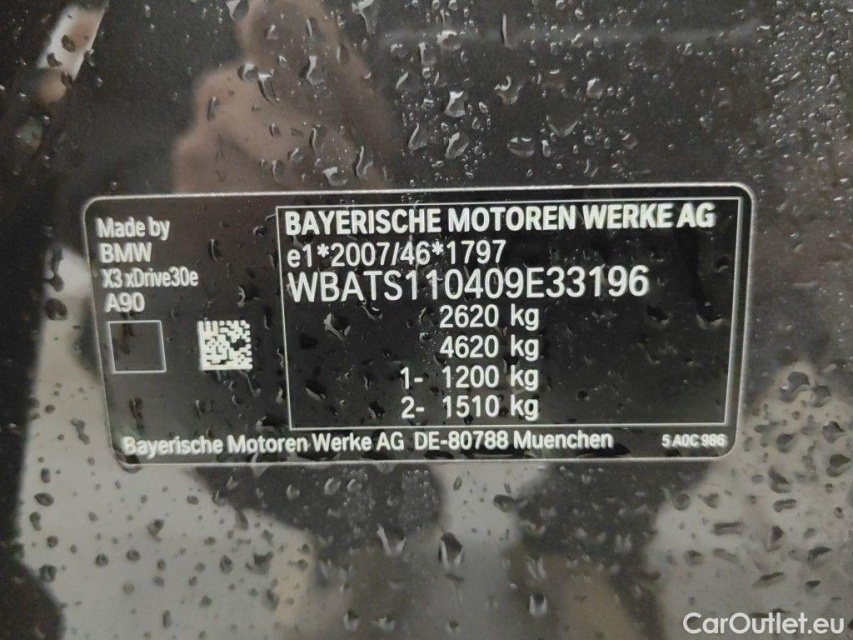 Made by
BMW
X3 xDrive30e
A90
BAYERISCHE MOTOREN WERKE AG
e1*2007/46*1797
WBATS110409E33196
2620 kg
4620 kg
1- 1200 kg
2- 1510 kg
Bayerische Motoren Werke AG DE-80788 Muenchen
5 A0C 986
CarOutlet.eu